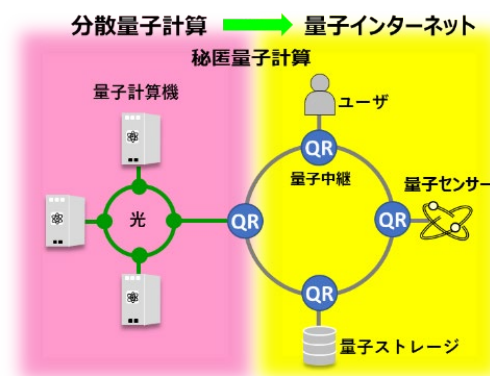 分散量子計算
量子インターネット
秘匿量子計算
量子計算機
ユーザ
QR
量子中継
量子センサー
光
QR
QR
QR
量子ストレージ